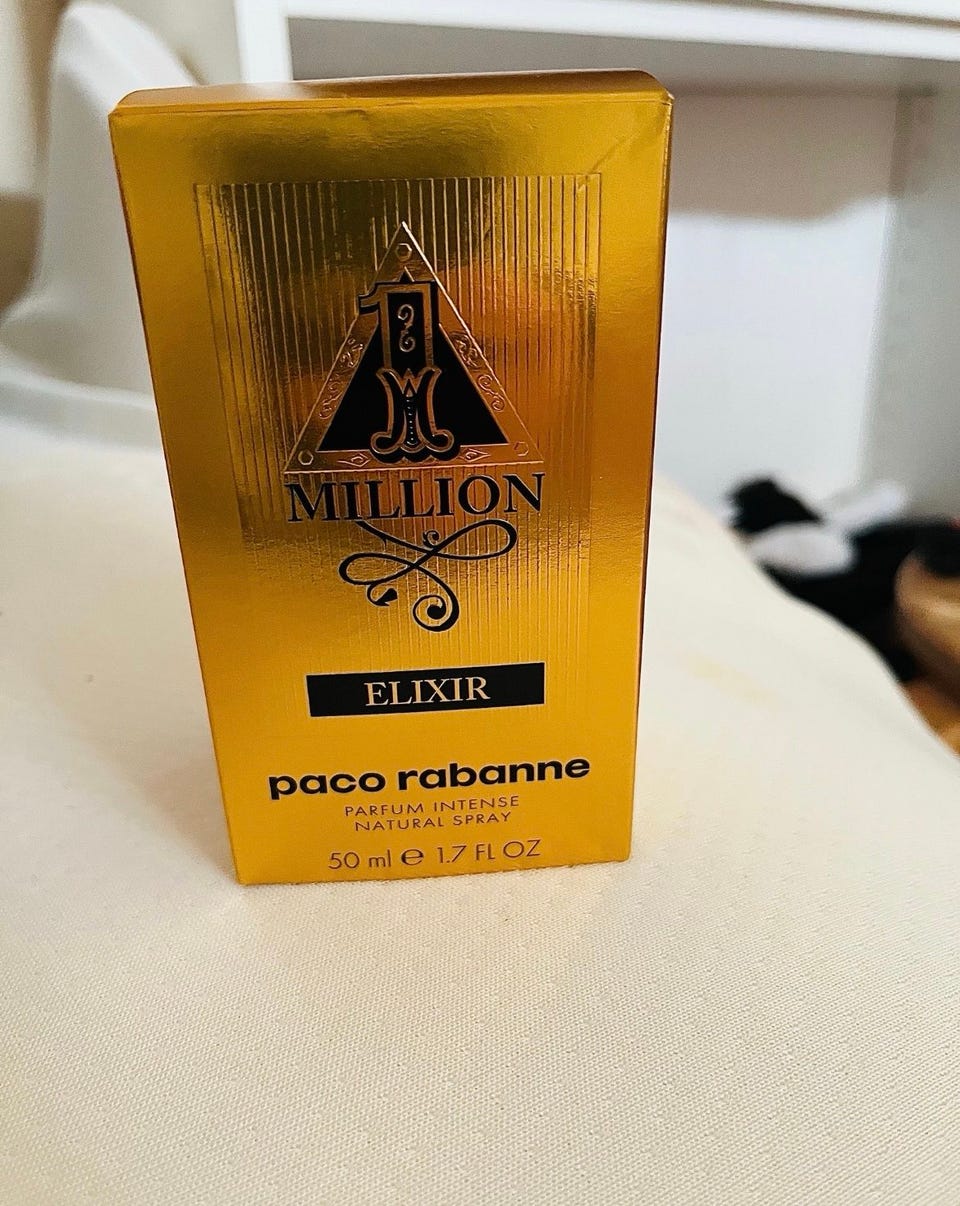 1
MILLION
ELIXIR
paco rabanne
PARFUM INTENSE
NATURAL SPRAY
50 ml ℮ 1.7 FL OZ